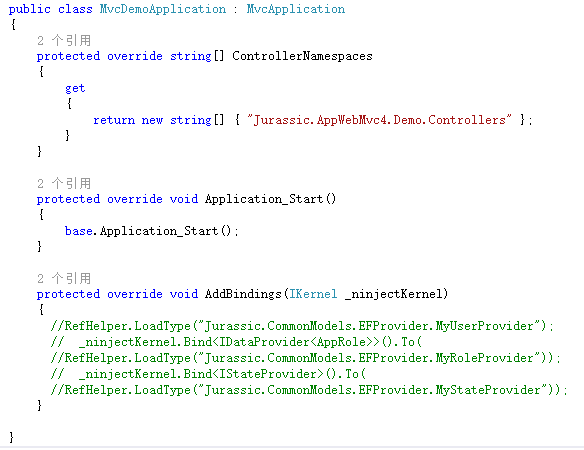 public class MvcDemoApplication : MvcApplication
{
2 个引用
protected override string[] ControllerNamespaces
{
get
{
return new string[] { "Jurassic.AppWebMvc4.Demo.Controllers" };
}
}
2 个引用
protected override void Application_Start()
{
base.Application_Start();
}
2 个引用
protected override void AddBindings(IKernel _ninjectKernel)
{
//RefHelper.LoadType("Jurassic.CommonModels.EFProvider.MyUserProvider");
//  _ninjectKernel.Bind<IDataProvider<AppRole>>().To(
//RefHelper.LoadType("Jurassic.CommonModels.EFProvider.MyRoleProvider"));
//  _ninjectKernel.Bind<IStateProvider>().To(
//RefHelper.LoadType("Jurassic.CommonModels.EFProvider.MyStateProvider"));
}
}